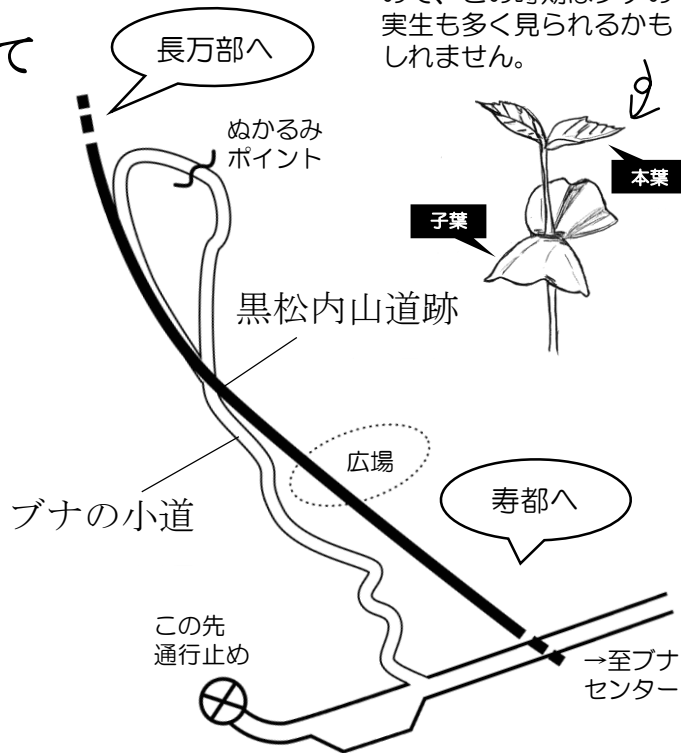 て
長万部へ
実生も多く見られるかも
しれません。
ぬかるみ
ポイント
本葉
子葉
黒松内山道跡
広場
ブナの小道
寿都へ
この先
通行止め
→至ブナ
センター